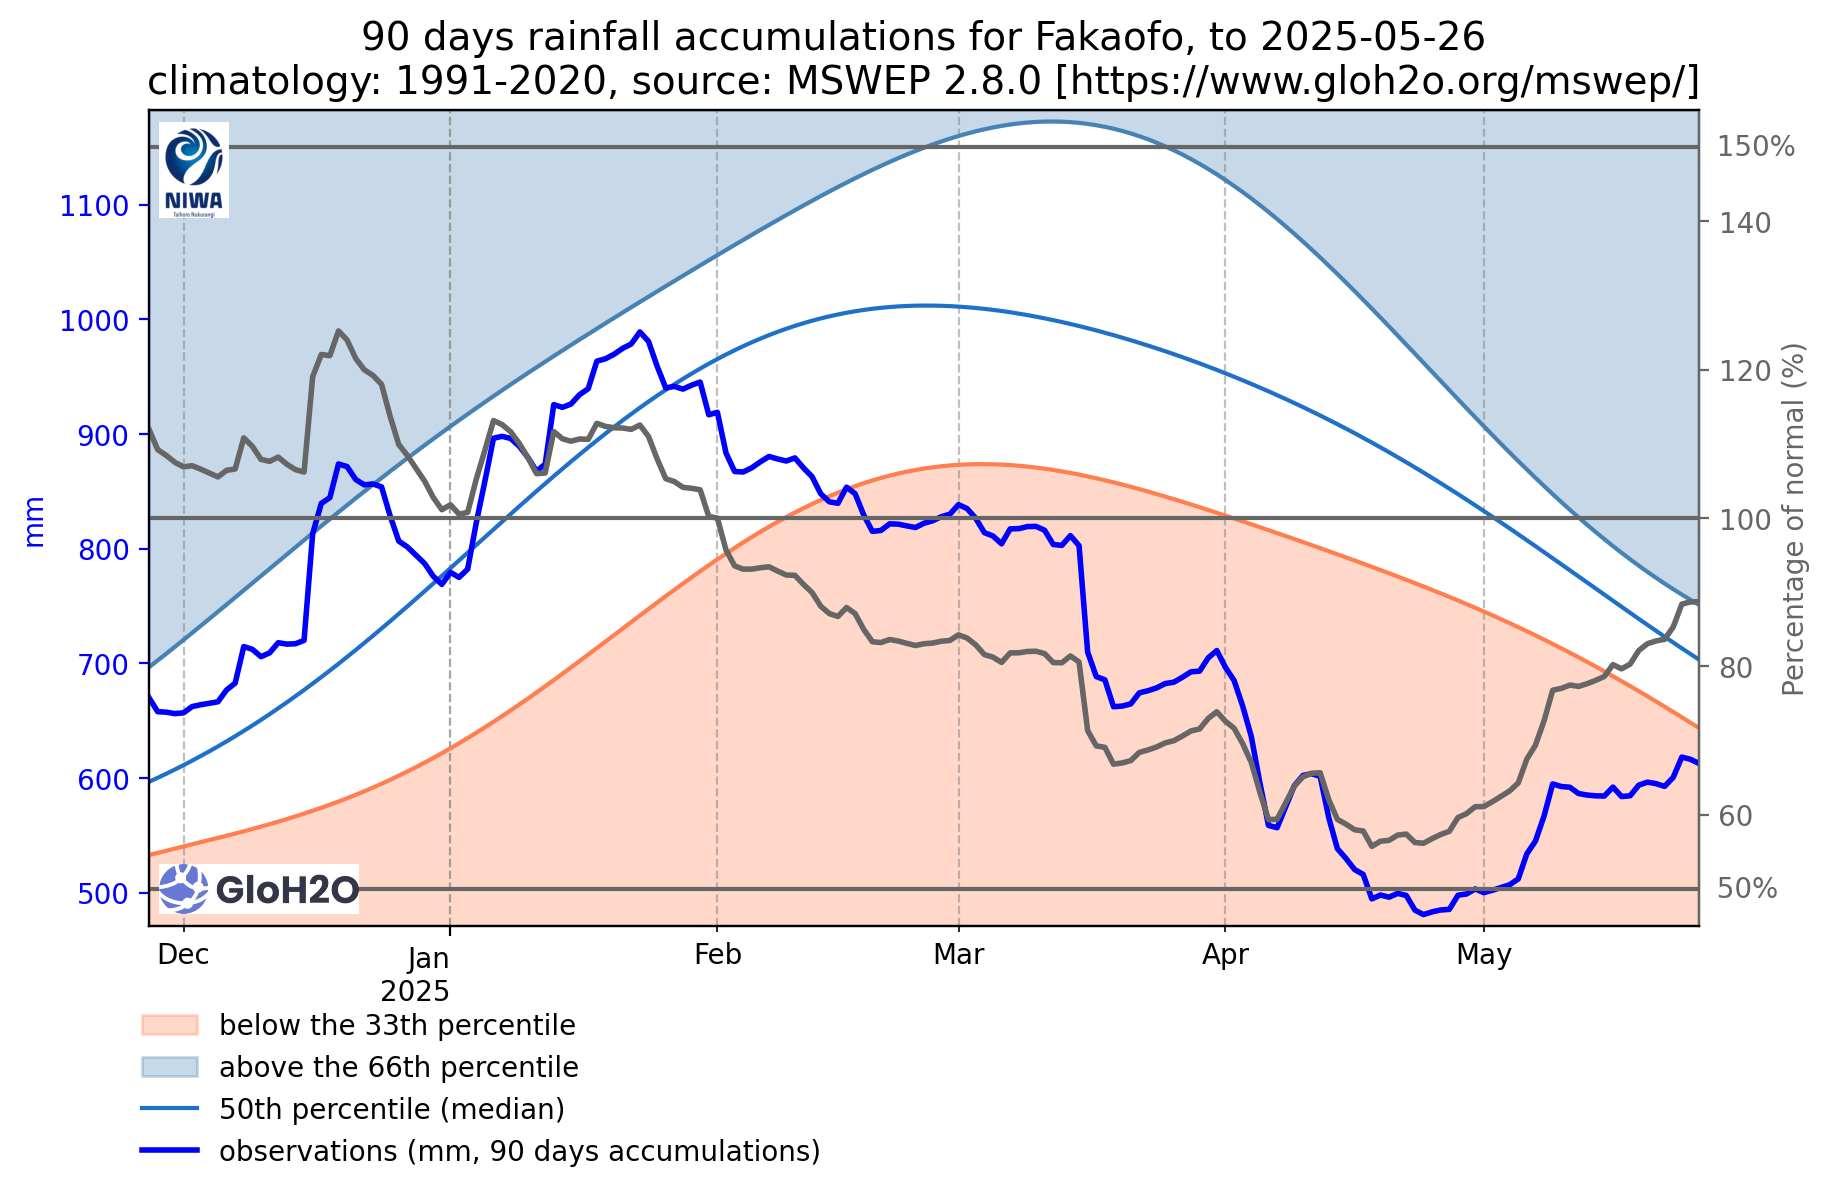 90 days rainfall accumulations for Fakaofo, to 2025-05-26
climatology: 1991-2020, source: MSWEP 2.8.0 [https://www.gloh2o.org/mswep/]
NIWA
Taihoro Nukurangi
1100
1000
900
800
700
600
500
mm
150%
140
120
100
80
60
50%
Percentage of normal (%)
GloH2O
Dec
Jan
2025
Feb
Mar
Apr
May
below the 33th percentile
above the 66th percentile
50th percentile (median)
observations (mm, 90 days accumulations)